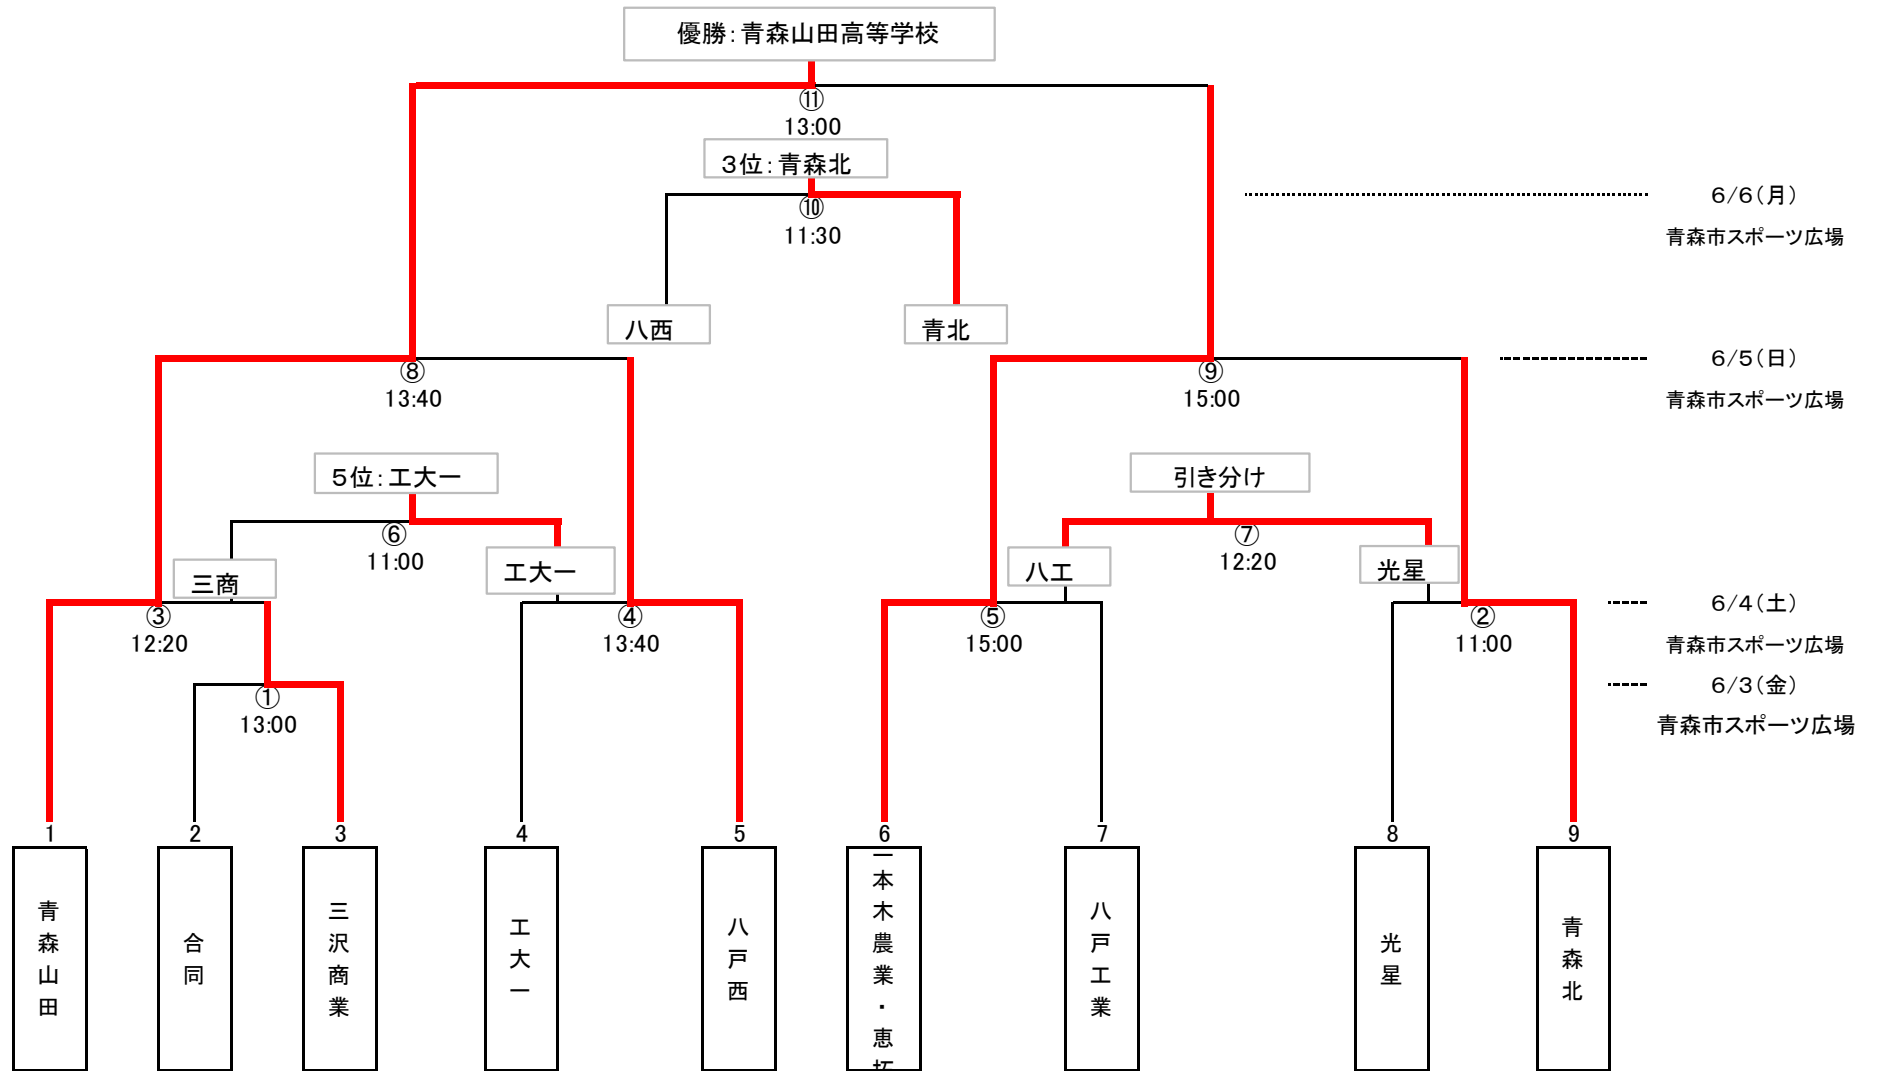 優勝:青森山田高等学校
⑪
13:00
3位:青森北
⑩
11:30
6/6(月)
青森市スポーツ広場
八西
青北
⑧
13:40
⑨
15:00
6/5(日)
青森市スポーツ広場
5位:工大一
引き分け
⑥
11:00
⑦
12:20
三商
工大一
八工
光星
③
12:20
④
13:40
⑤
15:00
②
11:00
6/4(土)
青森市スポーツ広場
①
13:00
6/3(金)
青森市スポーツ広場
1
2
3
4
5
6
7
8
9
青森山田
合同
三沢商業
工大一
八戸西
本木農業・恵
八戸工業
光星
青森北